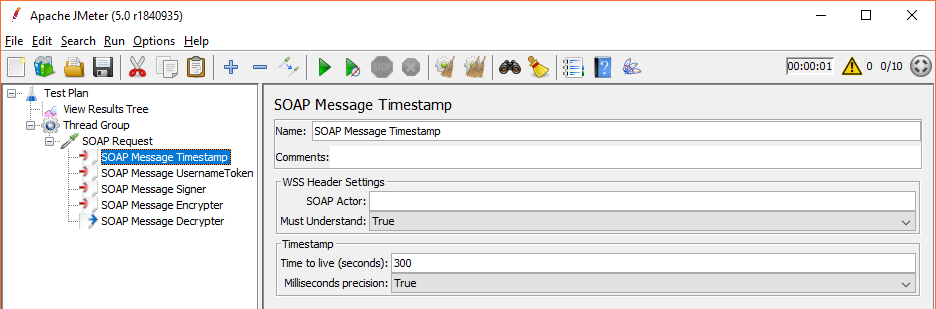 Apache JMeter (5.0 r1840935)
File Edit Search Run Options Help
00:00:01 0 0/10
Test Plan
View Results Tree
Thread Group
SOAP Request
SOAP Message Timestamp
SOAP Message UsernameToken
SOAP Message Signer
SOAP Message Encrypter
SOAP Message Decrypter
SOAP Message Timestamp
Name: SOAP Message Timestamp
Comments:
WSS Header Settings
SOAP Actor:
Must Understand: True
Timestamp
Time to live (seconds): 300
Milliseconds precision: True